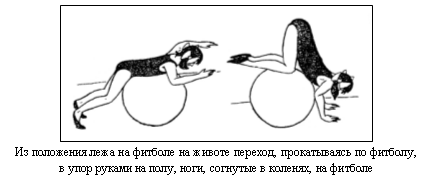 Из положения лежа на фитболе на животе переход, прокатываясь по фитболу,
в упор руками на полу, ноги, согнутые в коленях, на фитболе